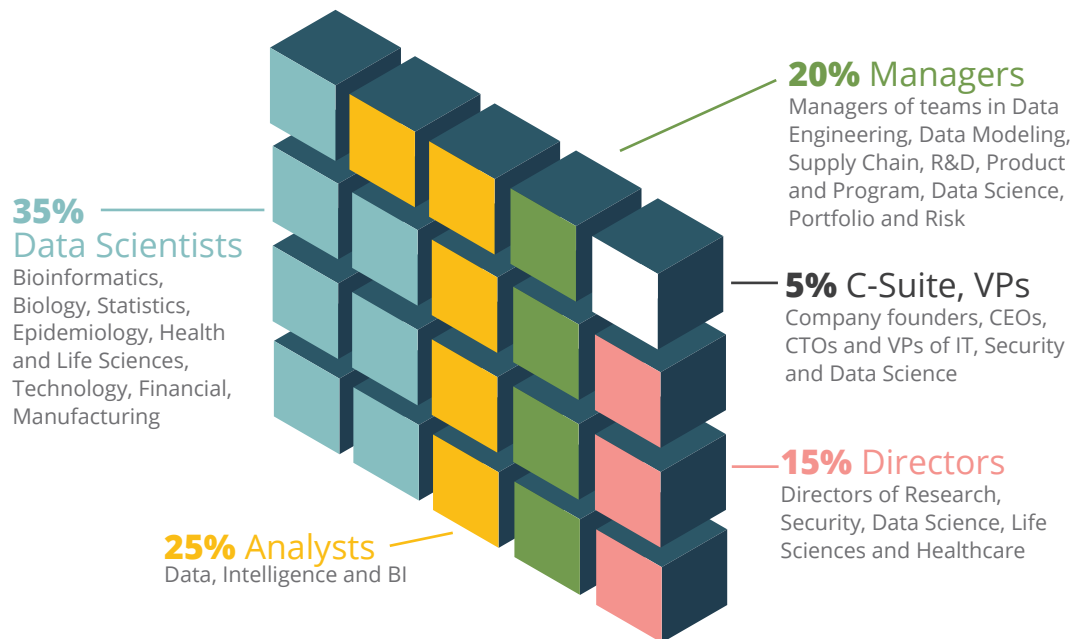 20% Managers
Managers of teams in Data
Engineering, Data Modeling,
Supply Chain, R&D, Product
and Program, Data Science,
Portfolio and Risk
35%
Data Scientists
Bioinformatics,
Biology, Statistics,
Epidemiology, Health
and Life Sciences,
Technology, Financial,
Manufacturing
5% C-Suite, VPs
Company founders, CEOs,
CTOs and VPs of IT, Security
and Data Science
15% Directors
Directors of Research,
Security, Data Science, Life
Sciences and Healthcare
25% Analysts
Data, Intelligence and BI